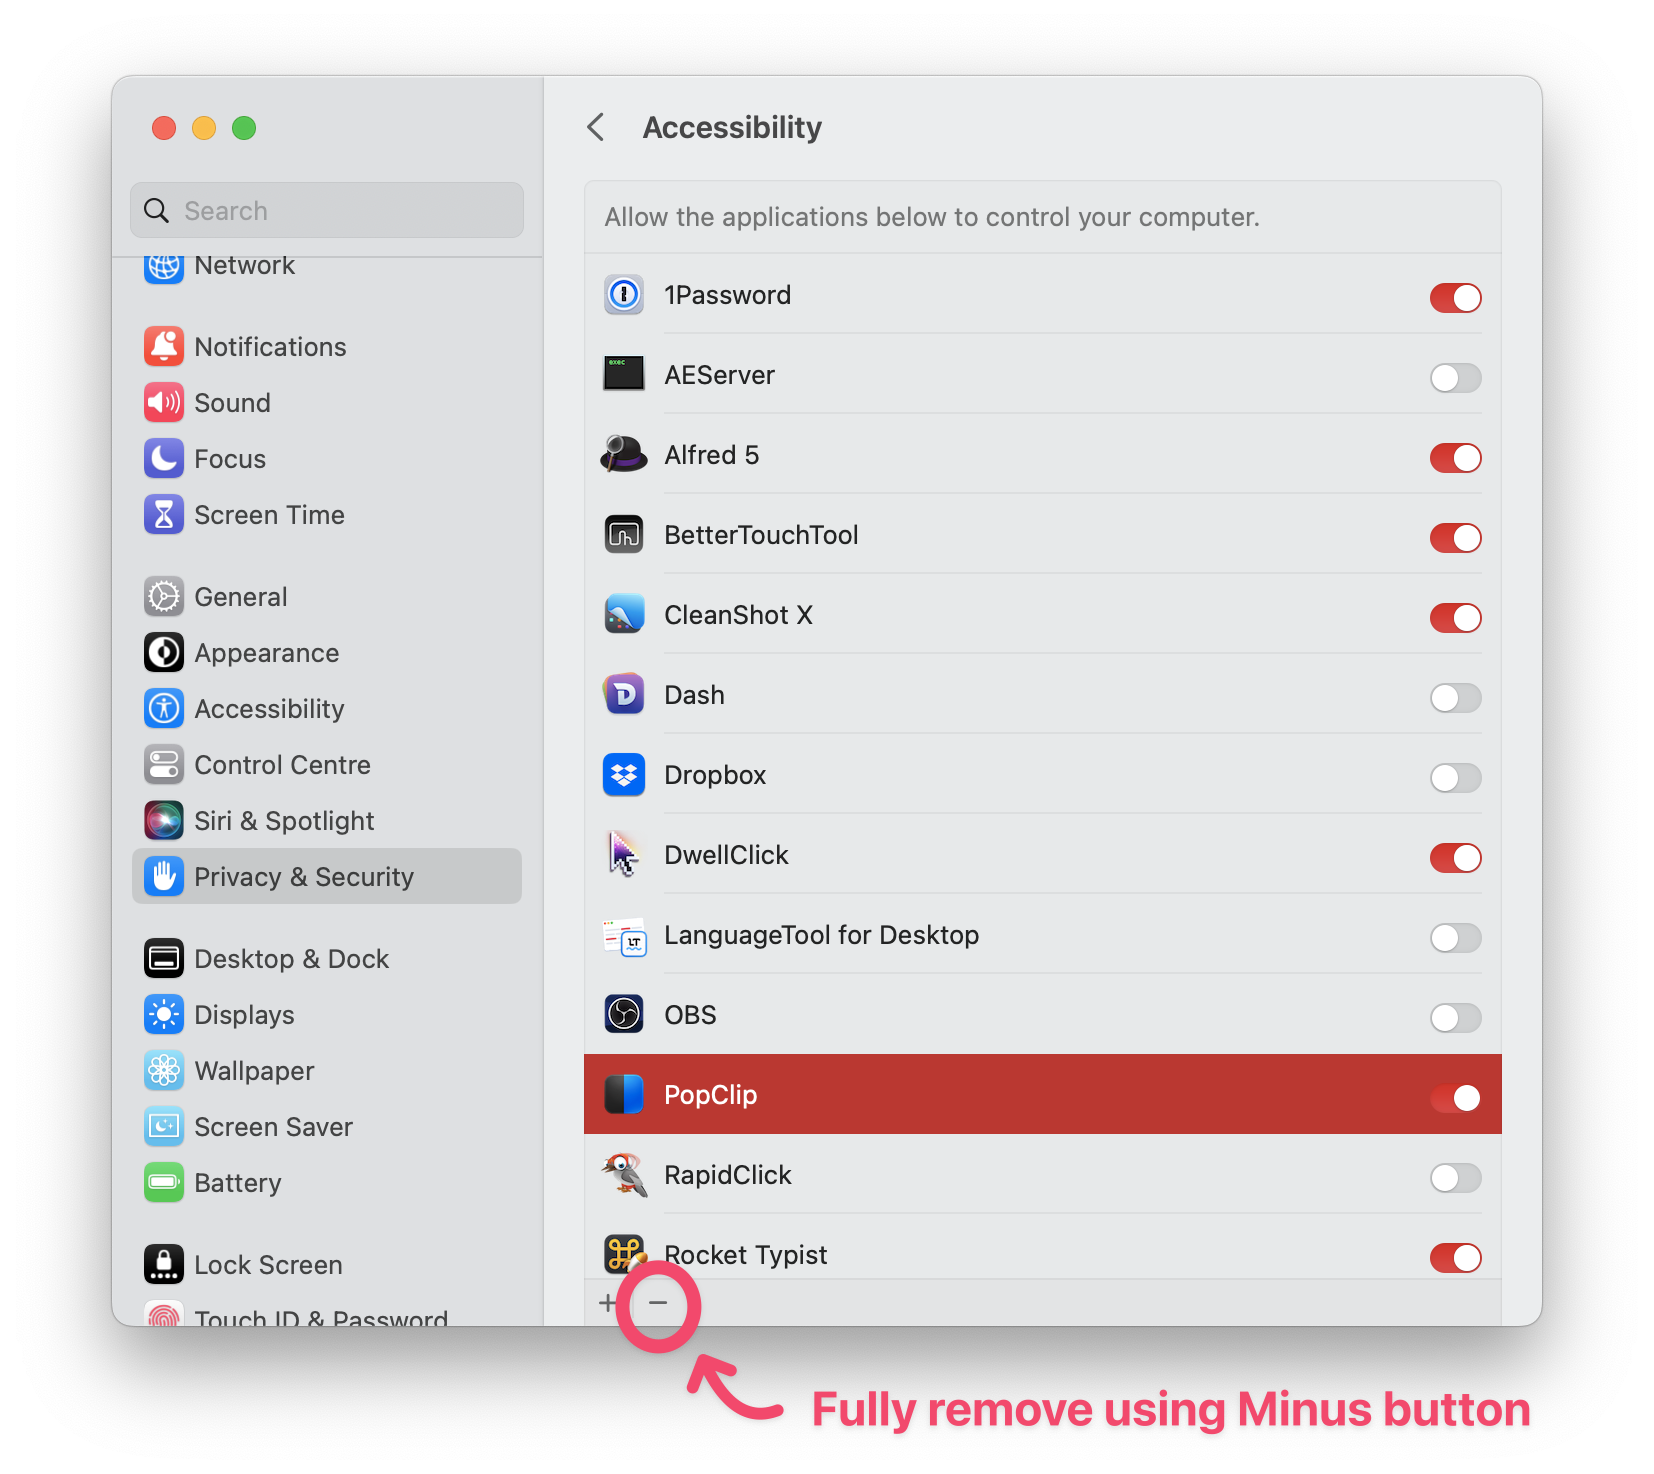 Search
Network
Notifications
Sound
Focus
Screen Time
General
Appearance
Accessibility
Control Centre
Siri & Spotlight
Privacy & Security
Desktop & Dock
Displays
Wallpaper
Screen Saver
Battery
Lock Screen
Touch ID & Password
Accessibility
Allow the applications below to control your computer.
1Password
exec
AEServer
Alfred 5
BetterTouchTool
CleanShot X
D
Dash
Dropbox
DwellClick
LT
LanguageTool for Desktop
OBS
PopClip
RapidClick
Rocket Typist
+ −
Fully remove using Minus button